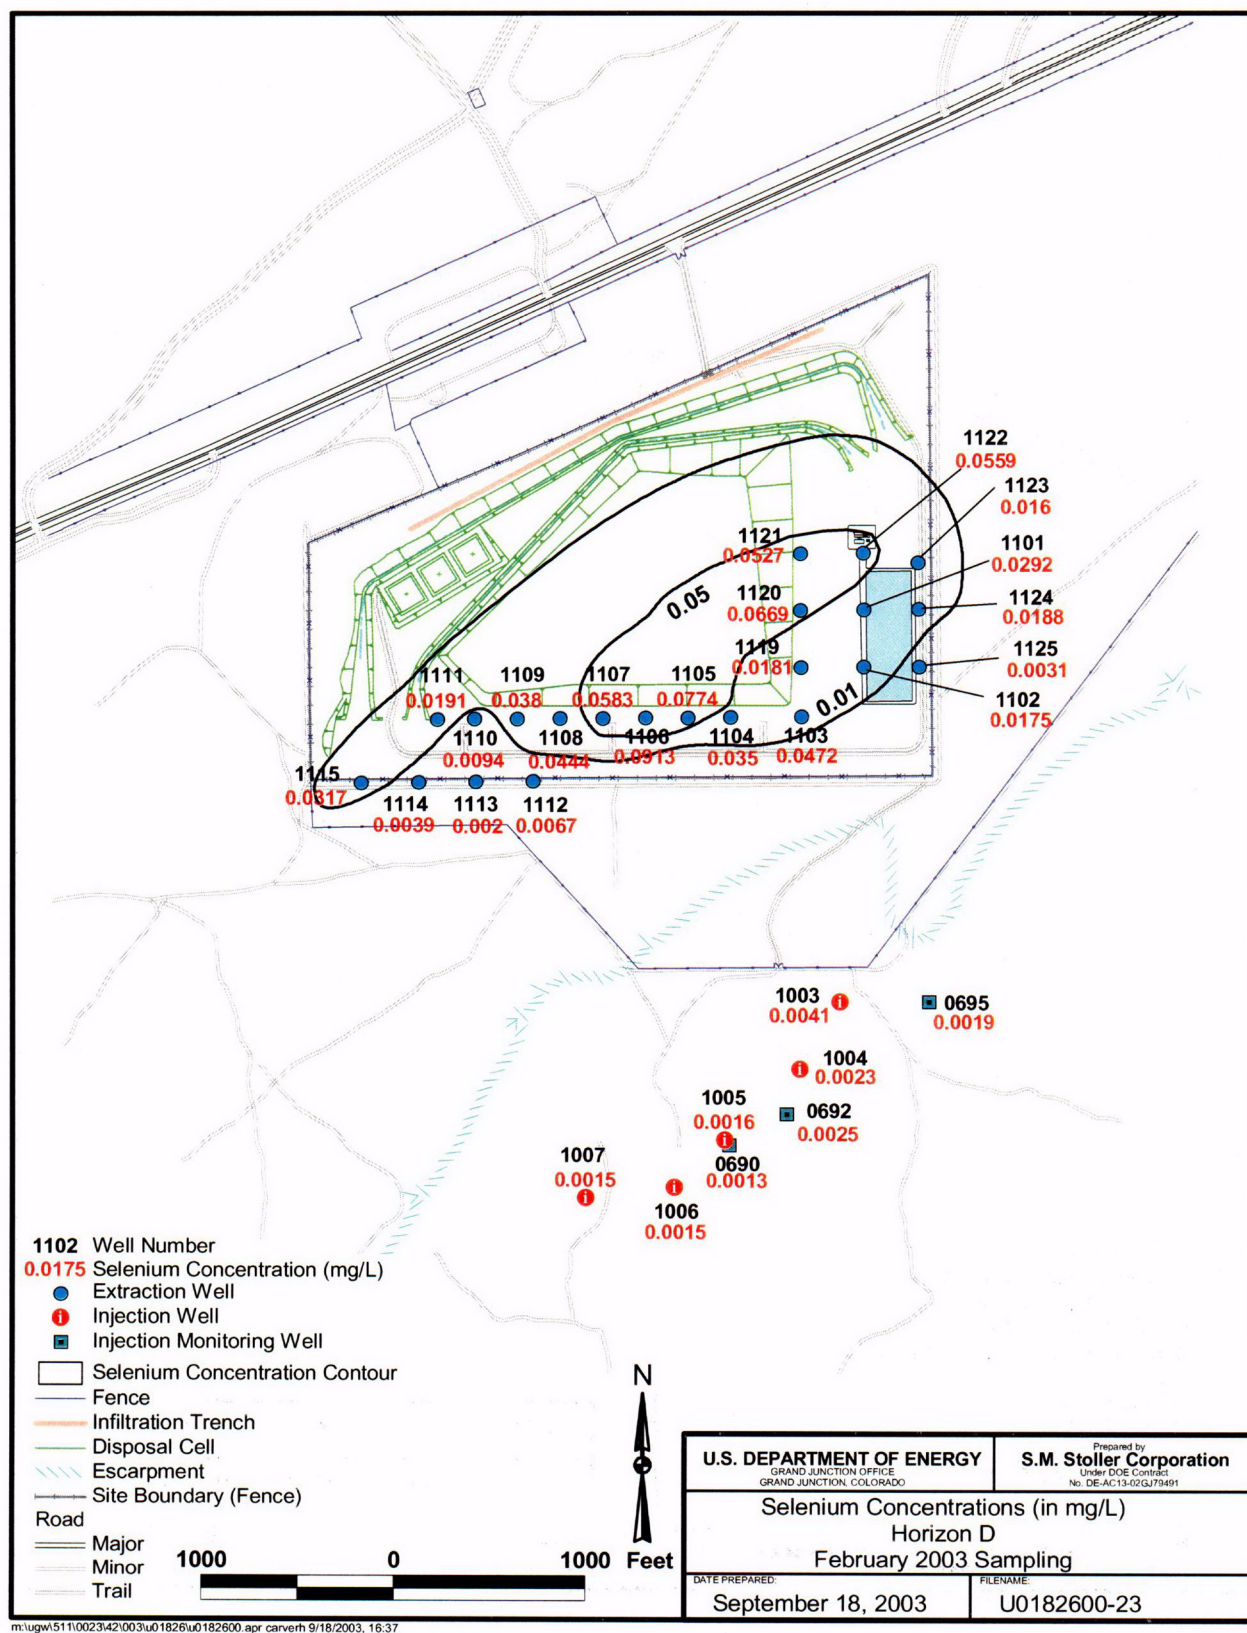 1122
0.0559
1123
0.016
1121
0.0527
1101
0.0292
0.05
1120
0.0669
1124
0.0188
1119
0.0181
1125
0.0031
0.01
1102
0.0175
1111
0.0191
1109
0.038
1107
0.0583
1105
0.0774
1110
0.0094
1108
0.0444
1106
0.0913
1104
0.035
1103
0.0472
1115
0.0317
1114
0.0039
1113
0.002
1112
0.0067
1003
0.0041
0695
0.0019
1004
0.0023
1005
0.0016
0692
0.0025
1007
0.0015
0690
0.0013
1006
0.0015
1102 Well Number
0.0175 Selenium Concentration (mg/L)
Extraction Well
i Injection Well
Injection Monitoring Well
Selenium Concentration Contour
Fence
Infiltration Trench
Disposal Cell
Escarpment
Site Boundary (Fence)
Road
Major
Minor
Trail
N
1000 0 1000 Feet
U.S. DEPARTMENT OF ENERGY
GRAND JUNCTION OFFICE
GRAND JUNCTION, COLORADO
Prepared by
S.M. Stoller Corporation
Under DOE Contract
No. DE-AC13-02GJ79491
Selenium Concentrations (in mg/L)
Horizon D
February 2003 Sampling
DATE PREPARED:
September 18, 2003
FILENAME:
U0182600-23
m:\ugw\511\0023\42\003\u01826\u0182600.apr carverh 9/18/2003, 16:37